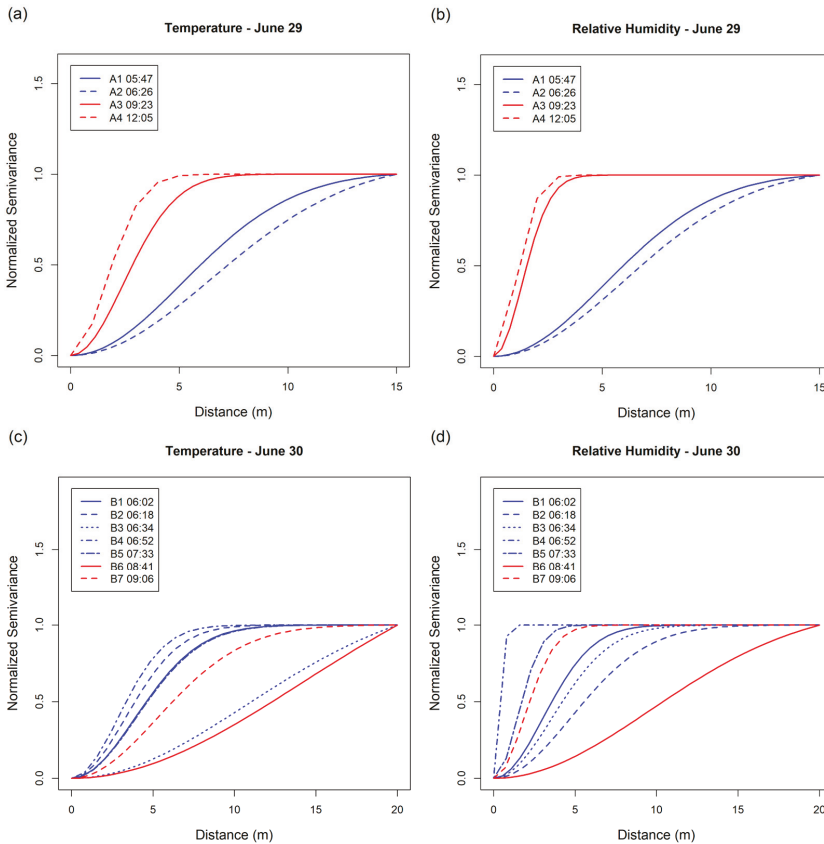 (a)
Temperature - June 29
A1 05:47
A2 06:26
A3 09:23
A4 12:05
Normalized Semivariance
0.0
0.5
1.0
1.5
0
5
10
15
Distance (m)
(b)
Relative Humidity - June 29
A1 05:47
A2 06:26
A3 09:23
A4 12:05
Normalized Semivariance
0.0
0.5
1.0
1.5
0
5
10
15
Distance (m)
(c)
Temperature - June 30
B1 06:02
B2 06:18
B3 06:34
B4 06:52
B5 07:33
B6 08:41
B7 09:06
Normalized Semivariance
0.0
0.5
1.0
1.5
0
5
10
15
20
Distance (m)
(d)
Relative Humidity - June 30
B1 06:02
B2 06:18
B3 06:34
B4 06:52
B5 07:33
B6 08:41
B7 09:06
Normalized Semivariance
0.0
0.5
1.0
1.5
0
5
10
15
20
Distance (m)